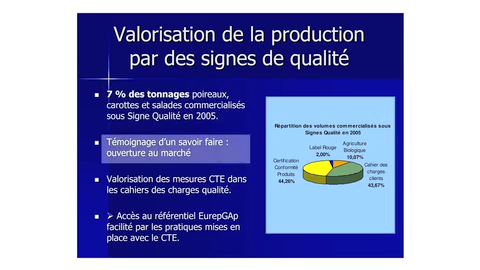 Valorisation de la production
par des signes de qualité
7 % des tonnages poireaux,
carottes et salades commercialisés
sous Signe Qualité en 2005.
Témoignage d'un savoir faire :
ouverture au marché
Valorisation des mesures CTE dans
les cahiers des charges qualité.
➢ Accès au référentiel EurepGAp
facilité par les pratiques mises en
place avec le CTE.
Répartition des volumes commercialisés sous
Signes Qualité en 2005
Label Rouge
2,00%
Agriculture
Biologique
10,07%
Cahier des
charges
clients
43,67%
Certification
Conformité
Produits
44,26%